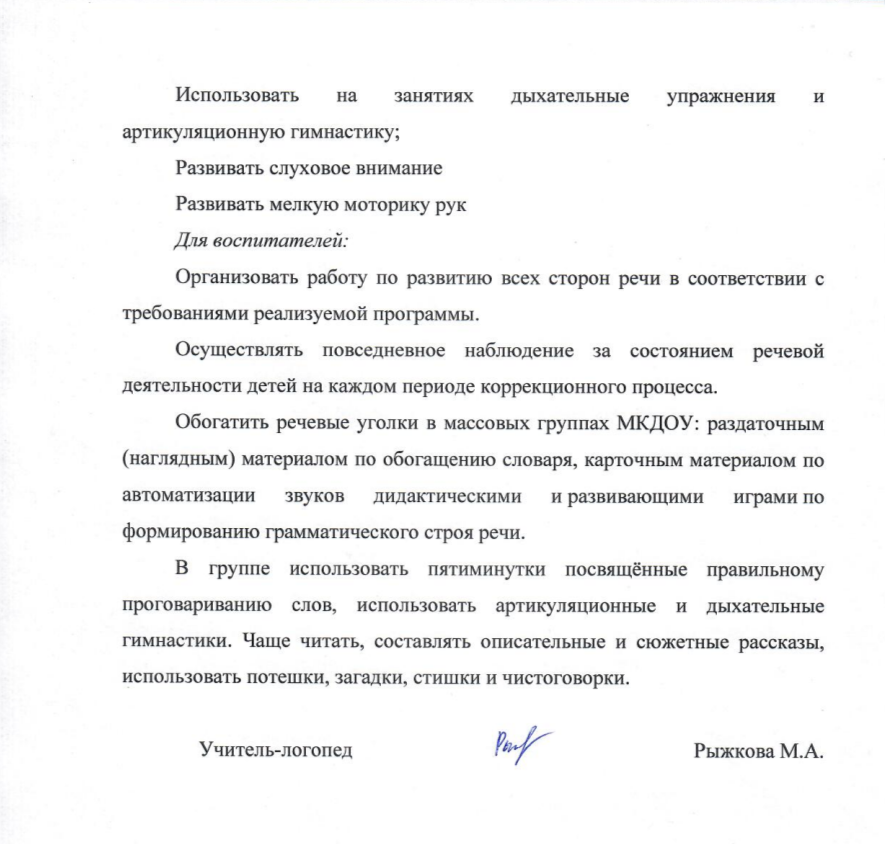 Использовать на занятиях дыхательные упражнения и
артикуляционную гимнастику;
Развивать слуховое внимание
Развивать мелкую моторику рук
Для воспитателей:
Организовать работу по развитию всех сторон речи в соответствии с
требованиями реализуемой программы.
Осуществлять повседневное наблюдение за состоянием речевой
деятельности детей на каждом периоде коррекционного процесса.
Обогатить речевые уголки в массовых группах МКДОУ: раздаточным
(наглядным) материалом по обогащению словаря, карточным материалом по
автоматизации звуков дидактическими и развивающими играми по
формированию грамматического строя речи.
В группе использовать пятиминутки посвящённые правильному
проговариванию слов, использовать артикуляционные и дыхательные
гимнастики. Чаще читать, составлять описательные и сюжетные рассказы,
использовать потешки, загадки, стишки и чистоговорки.
Учитель-логопед Рыжкова М.А.